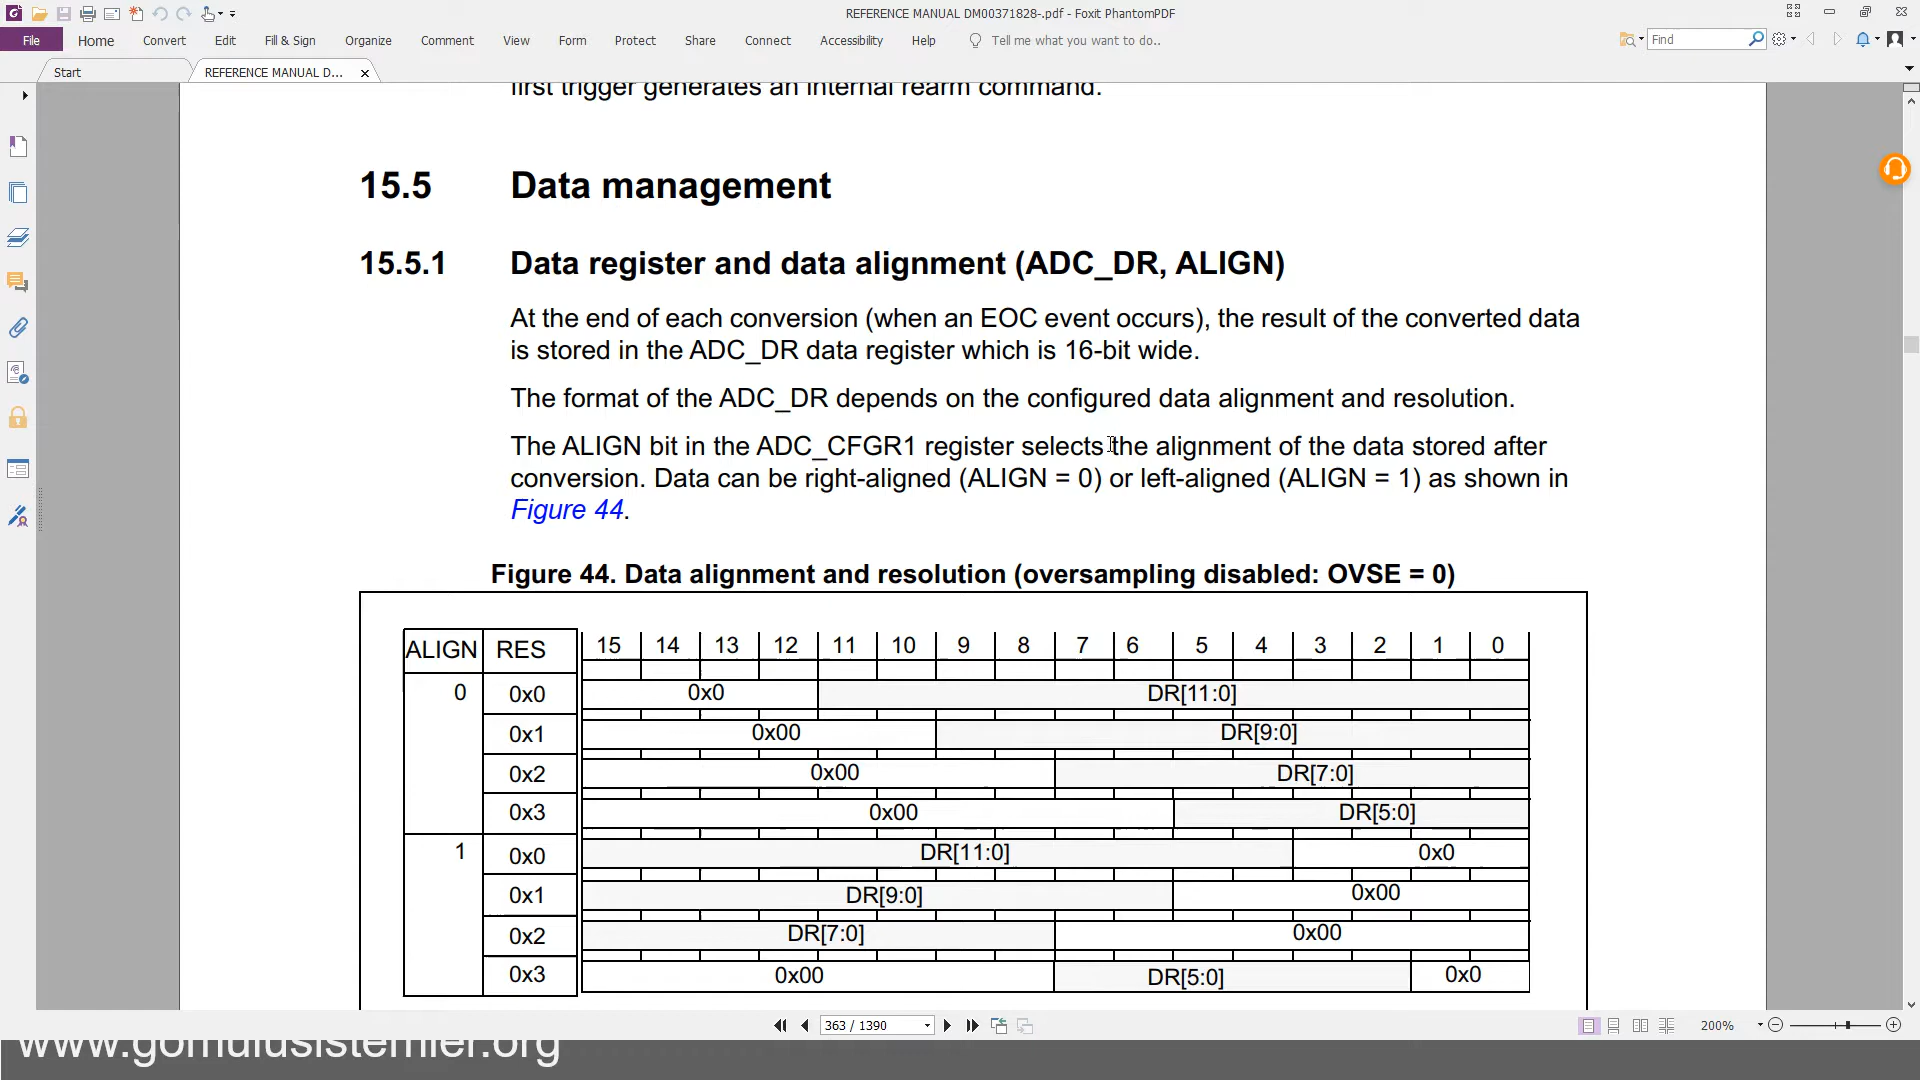 REFERENCE MANUAL DM00371828-.pdf - Foxit PhantomPDF
File Home Convert Edit Fill & Sign Organize Comment View Form Protect Share Connect Accessibility Help Tell me what you want to do.. Find
Start REFERENCE MANUAL D...
first trigger generates an internal rearm command.
15.5 Data management
15.5.1 Data register and data alignment (ADC_DR, ALIGN)
At the end of each conversion (when an EOC event occurs), the result of the converted data
is stored in the ADC_DR data register which is 16-bit wide.
The format of the ADC_DR depends on the configured data alignment and resolution.
The ALIGN bit in the ADC_CFGR1 register selects the alignment of the data stored after
conversion. Data can be right-aligned (ALIGN = 0) or left-aligned (ALIGN = 1) as shown in
Figure 44.
Figure 44. Data alignment and resolution (oversampling disabled: OVSE = 0)
ALIGN RES 15 14 13 12 11 10 9 8 7 6 5 4 3 2 1 0
0 0x0 0x0 DR[11:0]
0x1 0x00 DR[9:0]
0x2 0x00 DR[7:0]
0x3 0x00 DR[5:0]
1 0x0 DR[11:0] 0x0
0x1 DR[9:0] 0x00
0x2 DR[7:0] 0x00
0x3 0x00 DR[5:0] 0x0
363 / 1390 200%
www.gomulusistemler.org